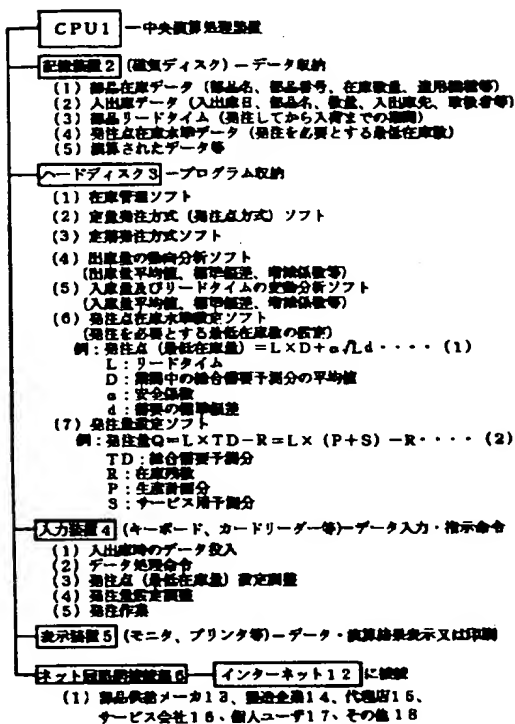 CPU1 ー中央演算処理装置
記憶装置2 (磁気ディスク) ーデータ収納
(1) 部品在庫データ (部品名、部品番号、在庫数量、適用機種等)
(2) 入出庫データ (入出庫日、部品名、数量、入出庫先、取扱者等)
(3) 部品リードタイム (発注してから入荷までの期間)
(4) 発注点在庫水準データ (発注を必要とする最低在庫数)
(5) 演算されたデータ等
ハードディスク3 ープログラム収納
(1) 在庫管理ソフト
(2) 定量発注方式 (発注点方式) ソフト
(3) 定期発注方式ソフト
(4) 出庫量の動向分析ソフト
(出庫量平均値、標準偏差、増減係数等)
(5) 入庫量及びリードタイムの変動分析ソフト
(入庫量平均値、標準偏差、増減係数等)
(6) 発注点在庫水準設定ソフト
(発注を必要とする最低在庫数の設定)
例:発注点 (最低在庫量) =L×D+α√Ld・・・・ (1)
L:リードタイム
D:期間中の総合需要予測分の平均値
α:安全係数
d:需要の標準偏差
(7) 発注量設定ソフト
例:発注量Q=L×TD−R=L× (P+S) −R・・・・ (2)
TD:総合需要予測分
R:在庫残数
P:生産計画分
S:サービス用予測分
入力装置4 (キーボード、カードリーダー等)ーデータ入力・指示命令
(1) 入出庫時のデータ投入
(2) データ処理命令
(3) 発注点 (最低在庫量) 設定調整
(4) 発注量設定調整
(5) 発注作業
表示装置5 (モニタ、プリンタ等) ーデータ・演算結果表示又は印刷
ネット回路接続機6 インターネット12 に接続
(1) 部品供給メーカ13、製造企業14、代理店15、
サービス会社16、個人ユーザ17、その他18